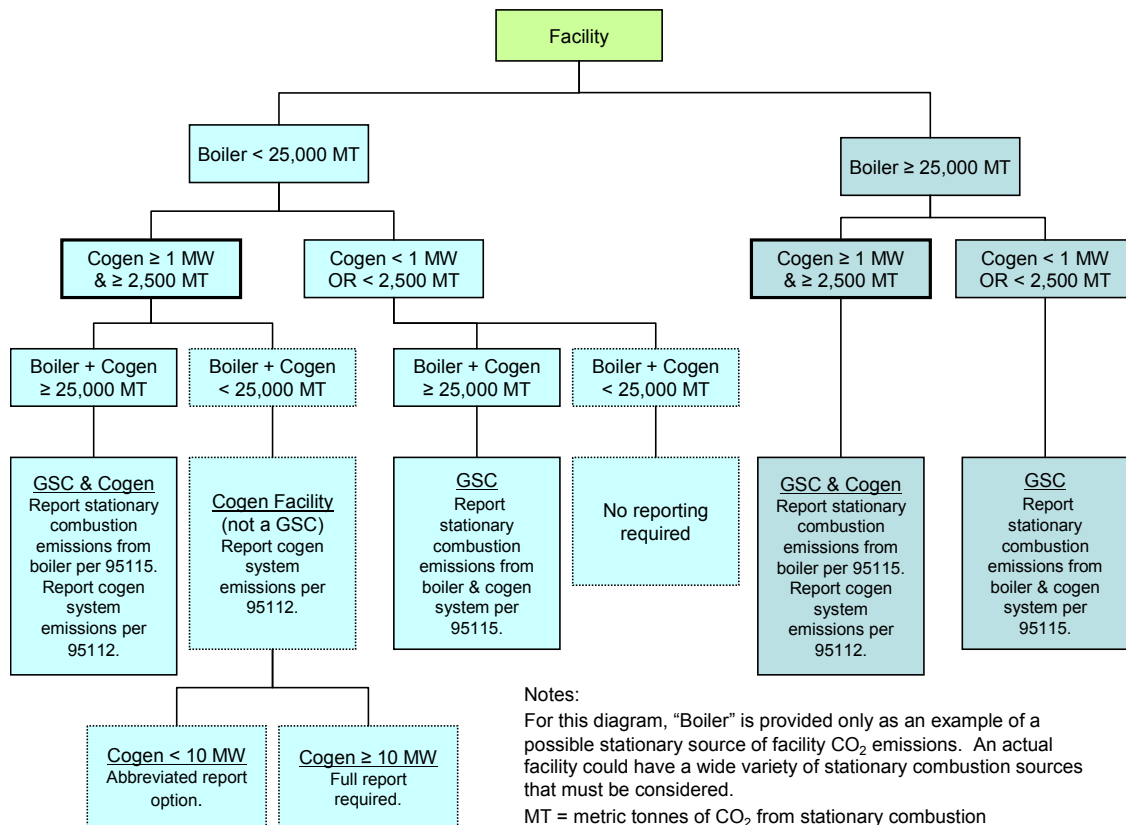 Facility
Boiler < 25,000 MT
Boiler ≥ 25,000 MT
Cogen ≥ 1 MW
& ≥ 2,500 MT
Cogen < 1 MW
OR < 2,500 MT
Cogen ≥ 1 MW
& ≥ 2,500 MT
Cogen < 1 MW
OR < 2,500 MT
Boiler + Cogen
≥ 25,000 MT
Boiler + Cogen
< 25,000 MT
Boiler + Cogen
≥ 25,000 MT
Boiler + Cogen
< 25,000 MT
GSC & Cogen
Report stationary
combustion
emissions from
boiler per 95115.
Report cogen
system
emissions per
95112.
Cogen Facility
(not a GSC)
Report cogen
system
emissions per
95112.
GSC
Report
stationary
combustion
emissions from
boiler & cogen
system per
95115.
No reporting
required
GSC & Cogen
Report stationary
combustion
emissions from
boiler per 95115.
Report cogen
system
emissions per
95112.
GSC
Report
stationary
combustion
emissions from
boiler & cogen
system per
95115.
Cogen < 10 MW
Abbreviated report
option.
Cogen ≥ 10 MW
Full report
required.
Notes:
For this diagram, “Boiler” is provided only as an example of a
possible stationary source of facility CO₂ emissions.  An actual
facility could have a wide variety of stationary combustion sources
that must be considered.
MT = metric tonnes of CO₂ from stationary combustion